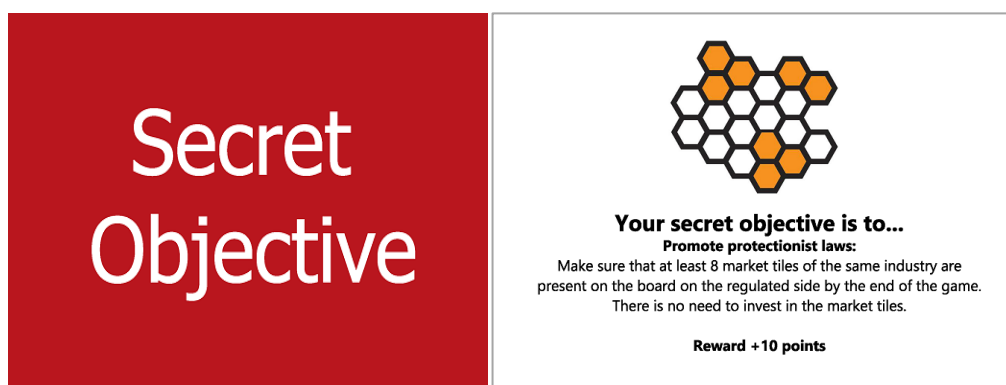 Secret
Objective
Your secret objective is to...
Promote protectionist laws:
Make sure that at least 8 market tiles of the same industry are
present on the board on the regulated side by the end of the game.
There is no need to invest in the market tiles.
Reward +10 points